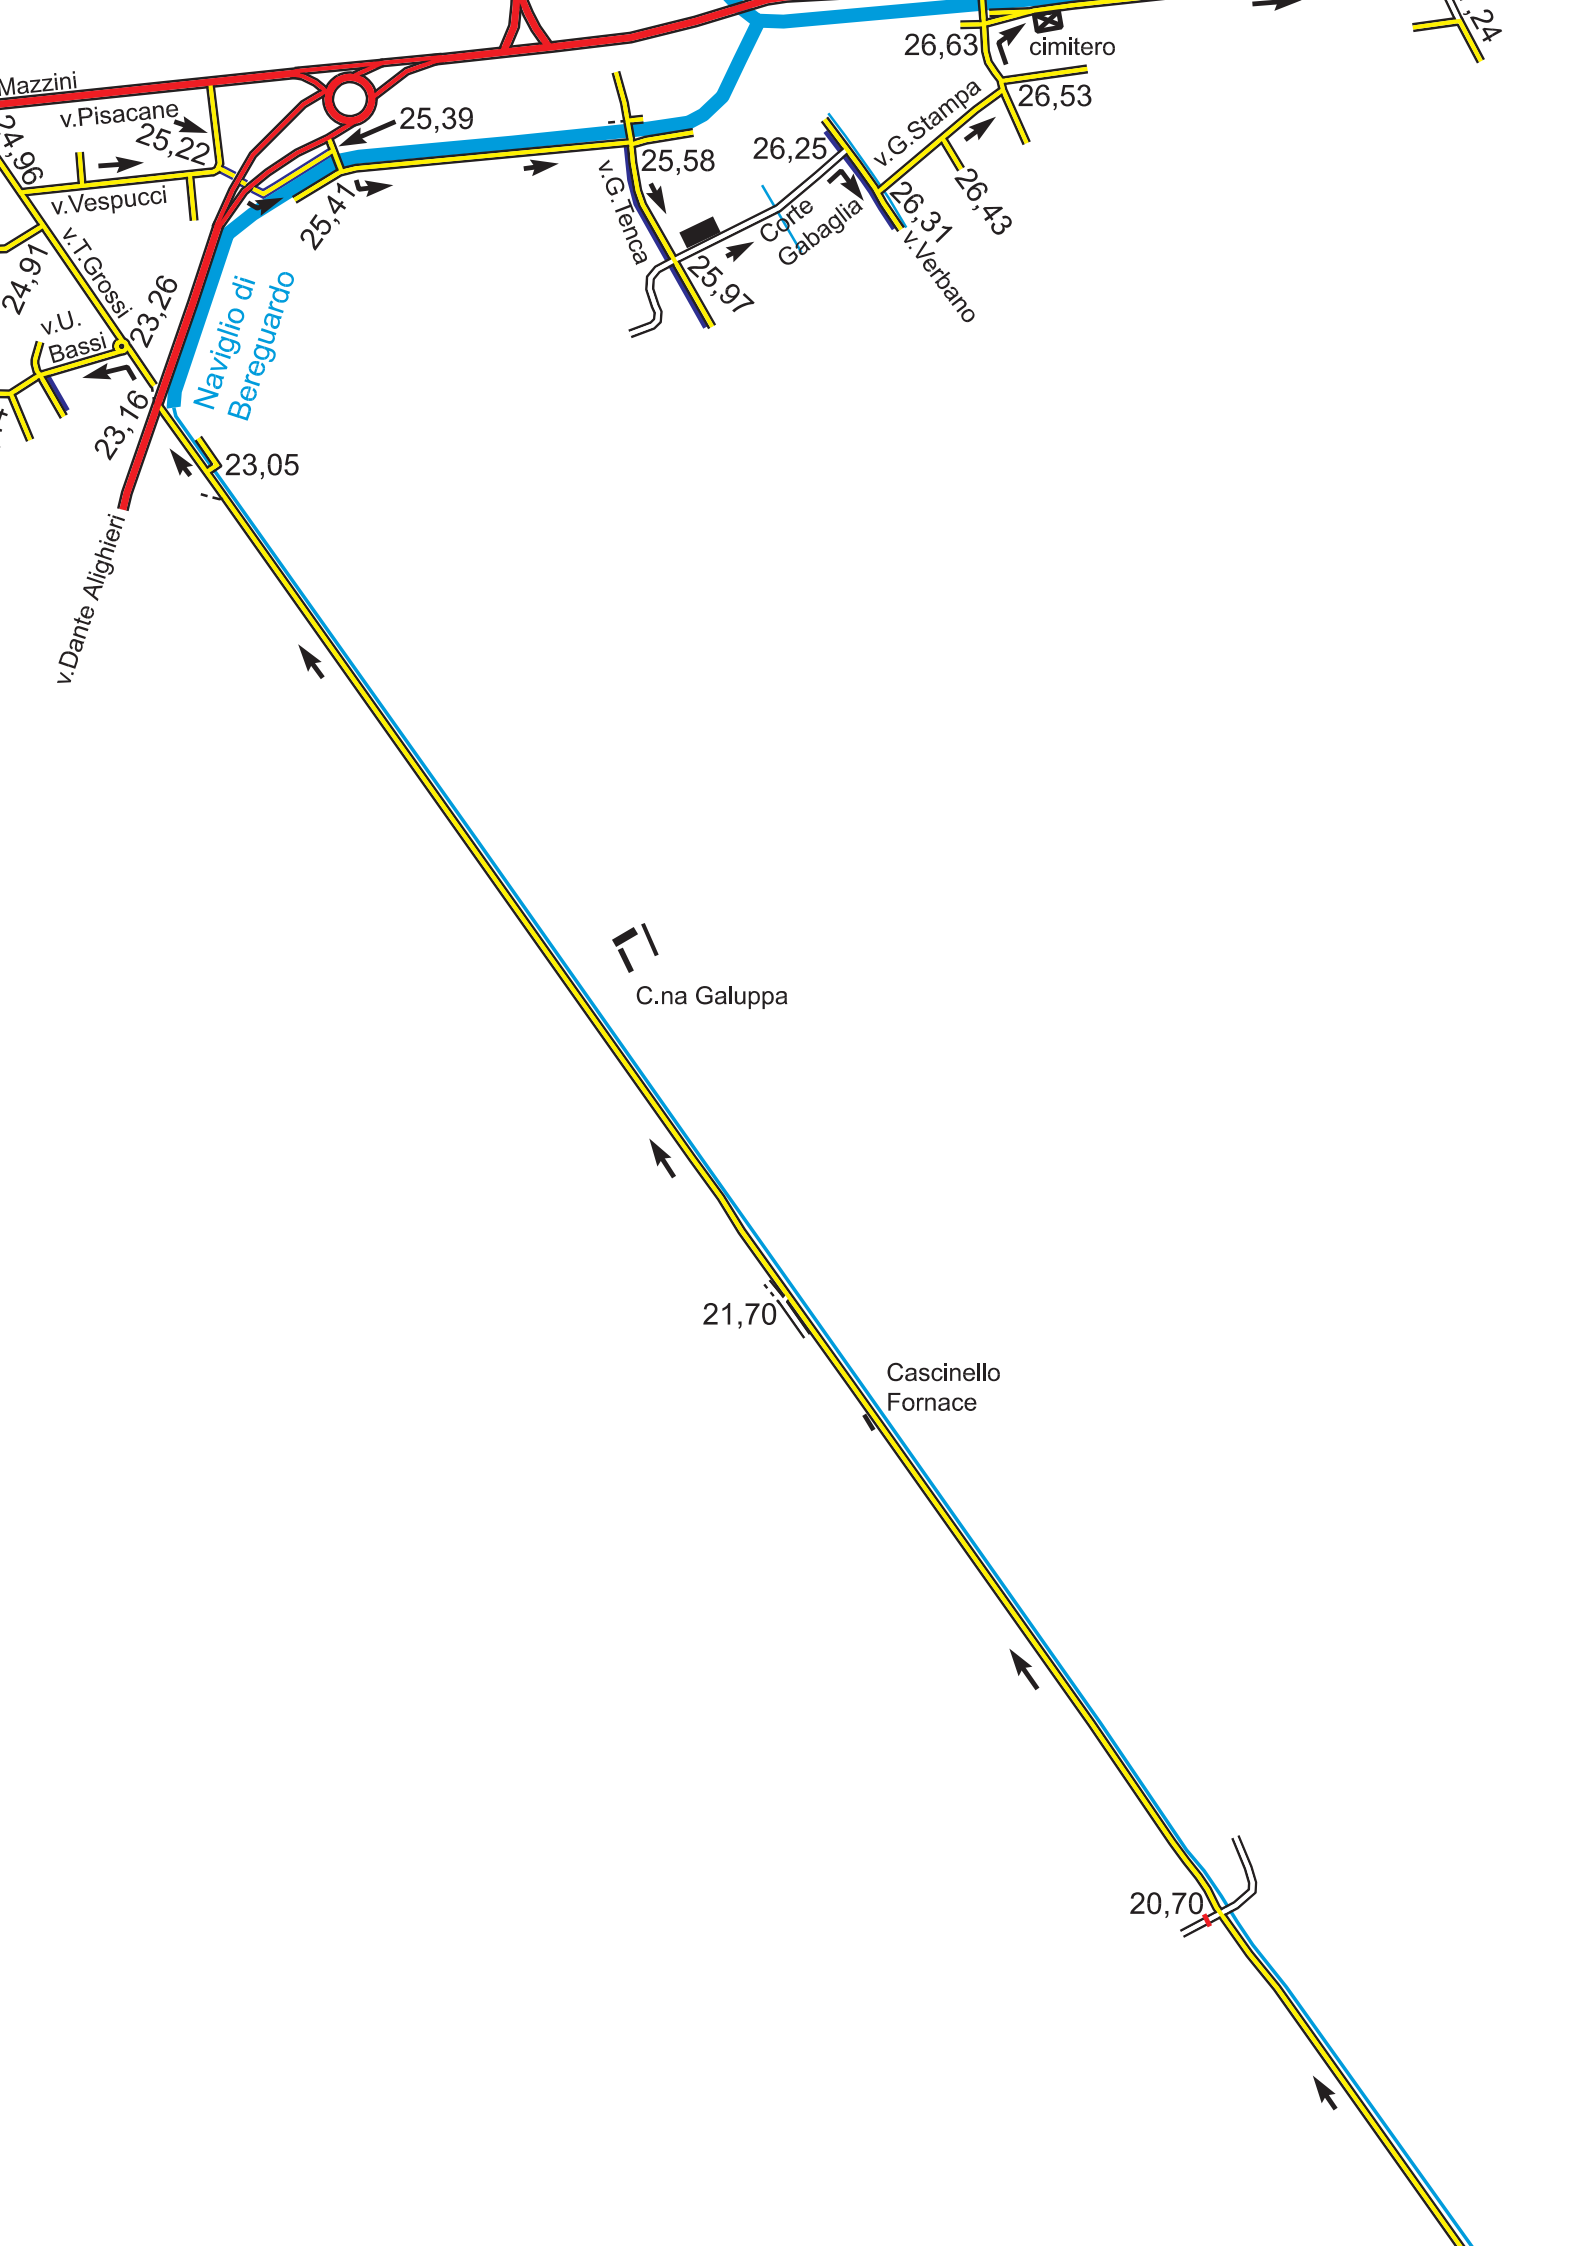 Mazzini
v.Pisacane
24,96
25,22
25,39
v.Vespucci
25,41
v.T.Grossi
24,91
23,26
v.U.
Bassi
23,16
Naviglio di
Bereguardo
23,05
v.Dante Alighieri
25,58
v.G.Tenca
25,97
26,25
Corte
Gabaglia
v.G.Stampa
26,31
v.Verbano
26,43
26,53
26,63
cimitero
C.na Galuppa
21,70
Cascinello
Fornace
20,70